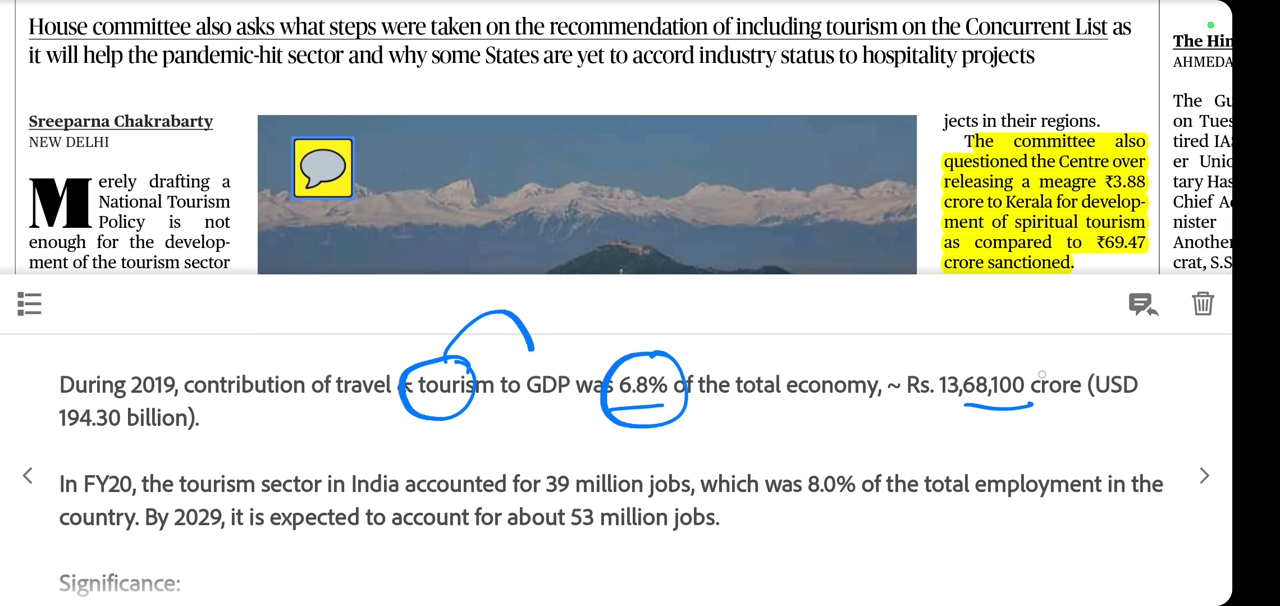 House committee also asks what steps were taken on the recommendation of including tourism on the Concurrent List as
it will help the pandemic-hit sector and why some States are yet to accord industry status to hospitality projects
Sreeparna Chakrabarty
NEW DELHI
Merely drafting a
National Tourism
Policy is not
enough for the develop-
ment of the tourism sector
jects in their regions.
The committee also
questioned the Centre over
releasing a meagre ₹3.88
crore to Kerala for develop-
ment of spiritual tourism
as compared to ₹69.47
crore sanctioned.
The Hin
AHMEDA
The Gu
on Tues
tired IA
er Unio
tary Has
Chief A
nister
Another
crat, S.S
During 2019, contribution of travel & tourism to GDP was 6.8% of the total economy, ~ Rs. 13,68,100 crore (USD
194.30 billion).
In FY20, the tourism sector in India accounted for 39 million jobs, which was 8.0% of the total employment in the
country. By 2029, it is expected to account for about 53 million jobs.
Significance: